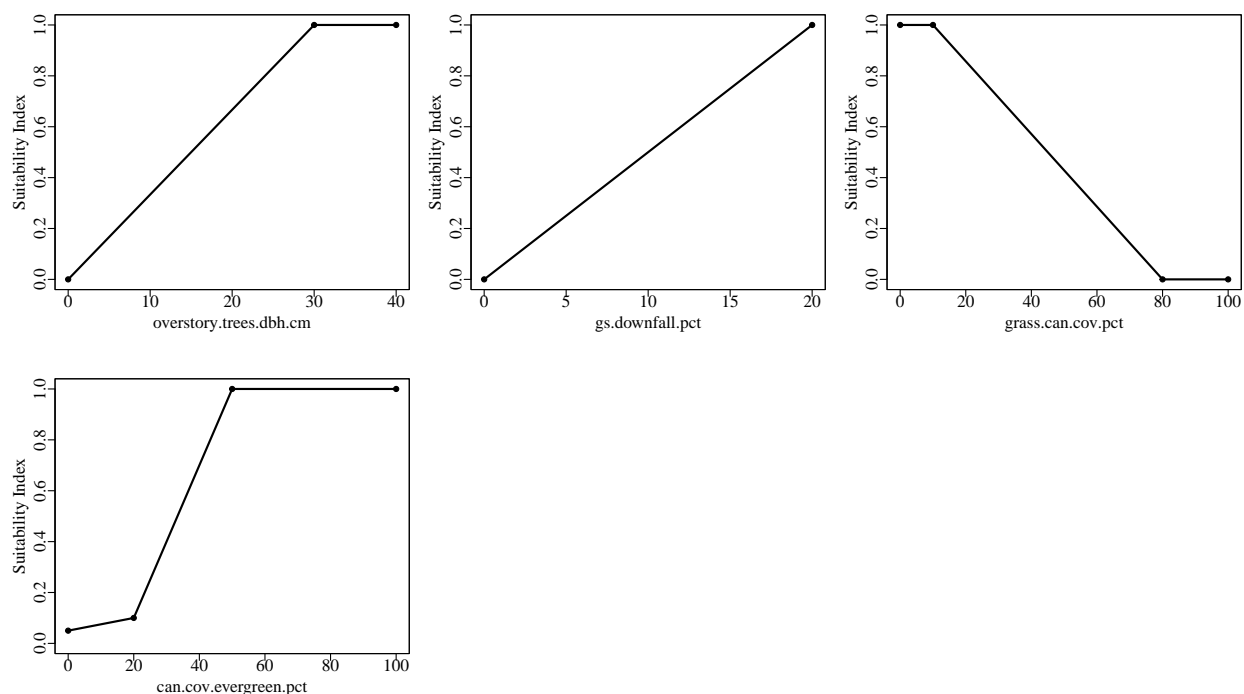 Suitability Index
0.0 0.2 0.4 0.6 0.8 1.0
0 10 20 30 40
overstory.trees.dbh.cm
Suitability Index
0.0 0.2 0.4 0.6 0.8 1.0
0 5 10 15 20
gs.downfall.pct
Suitability Index
0.0 0.2 0.4 0.6 0.8 1.0
0 20 40 60 80 100
grass.can.cov.pct
Suitability Index
0.0 0.2 0.4 0.6 0.8 1.0
0 20 40 60 80 100
can.cov.evergreen.pct